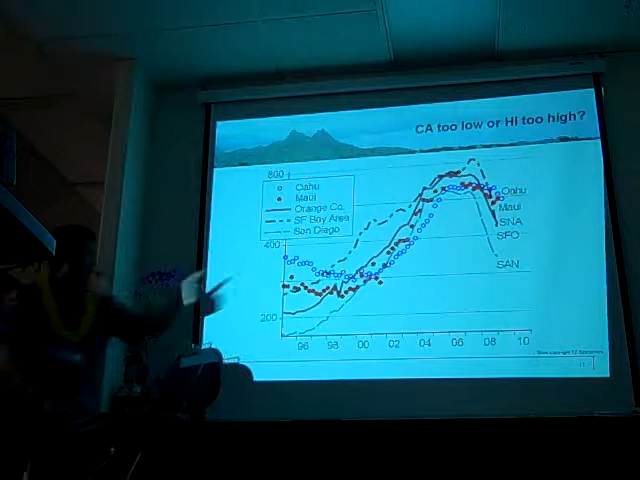 CA too low or HI too high?
800
Oahu
Maui
Orange Co.
SF Bay Area
San Diego
400
200
Oahu
Maui
SNA
SFO
SAN
96 98 00 02 04 06 08 10